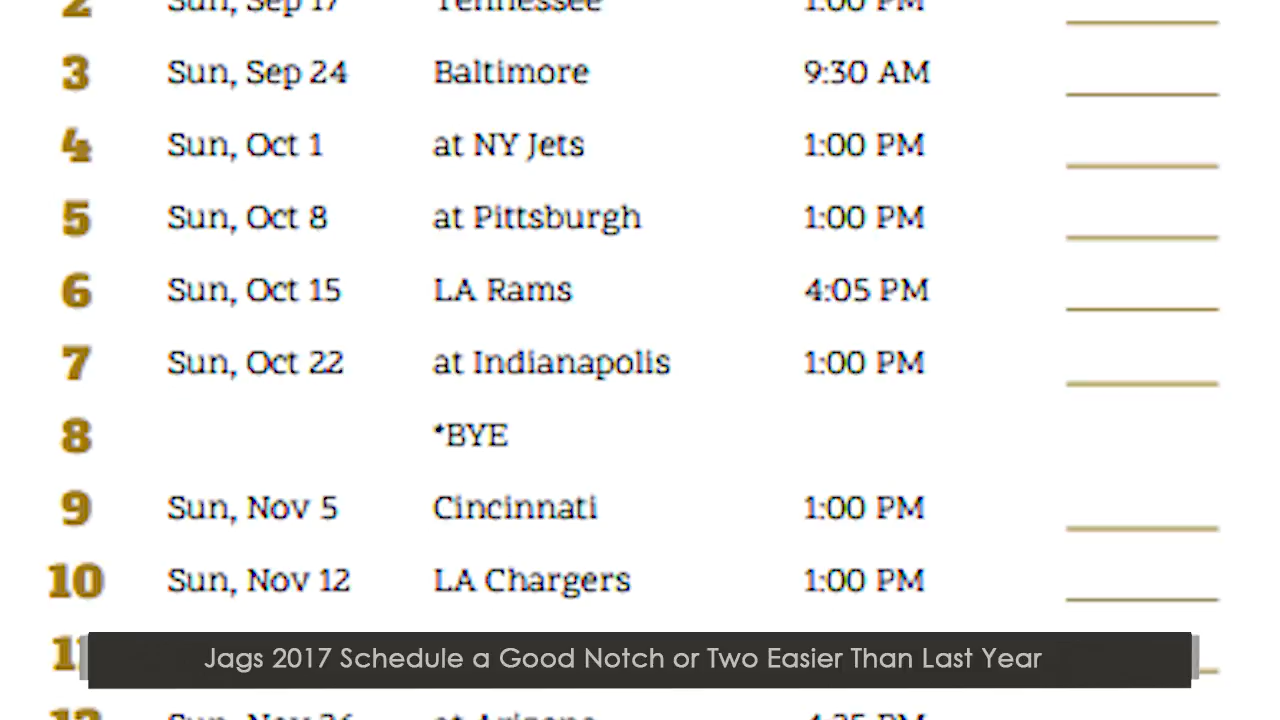 2 Sun, Sep 17 Tennessee 1:00 PM
3 Sun, Sep 24 Baltimore 9:30 AM
4 Sun, Oct 1 at NY Jets 1:00 PM
5 Sun, Oct 8 at Pittsburgh 1:00 PM
6 Sun, Oct 15 LA Rams 4:05 PM
7 Sun, Oct 22 at Indianapolis 1:00 PM
8 *BYE
9 Sun, Nov 5 Cincinnati 1:00 PM
10 Sun, Nov 12 LA Chargers 1:00 PM
Jags 2017 Schedule a Good Notch or Two Easier Than Last Year
12 Sun, Nov 26 at Arizona 4:25 PM